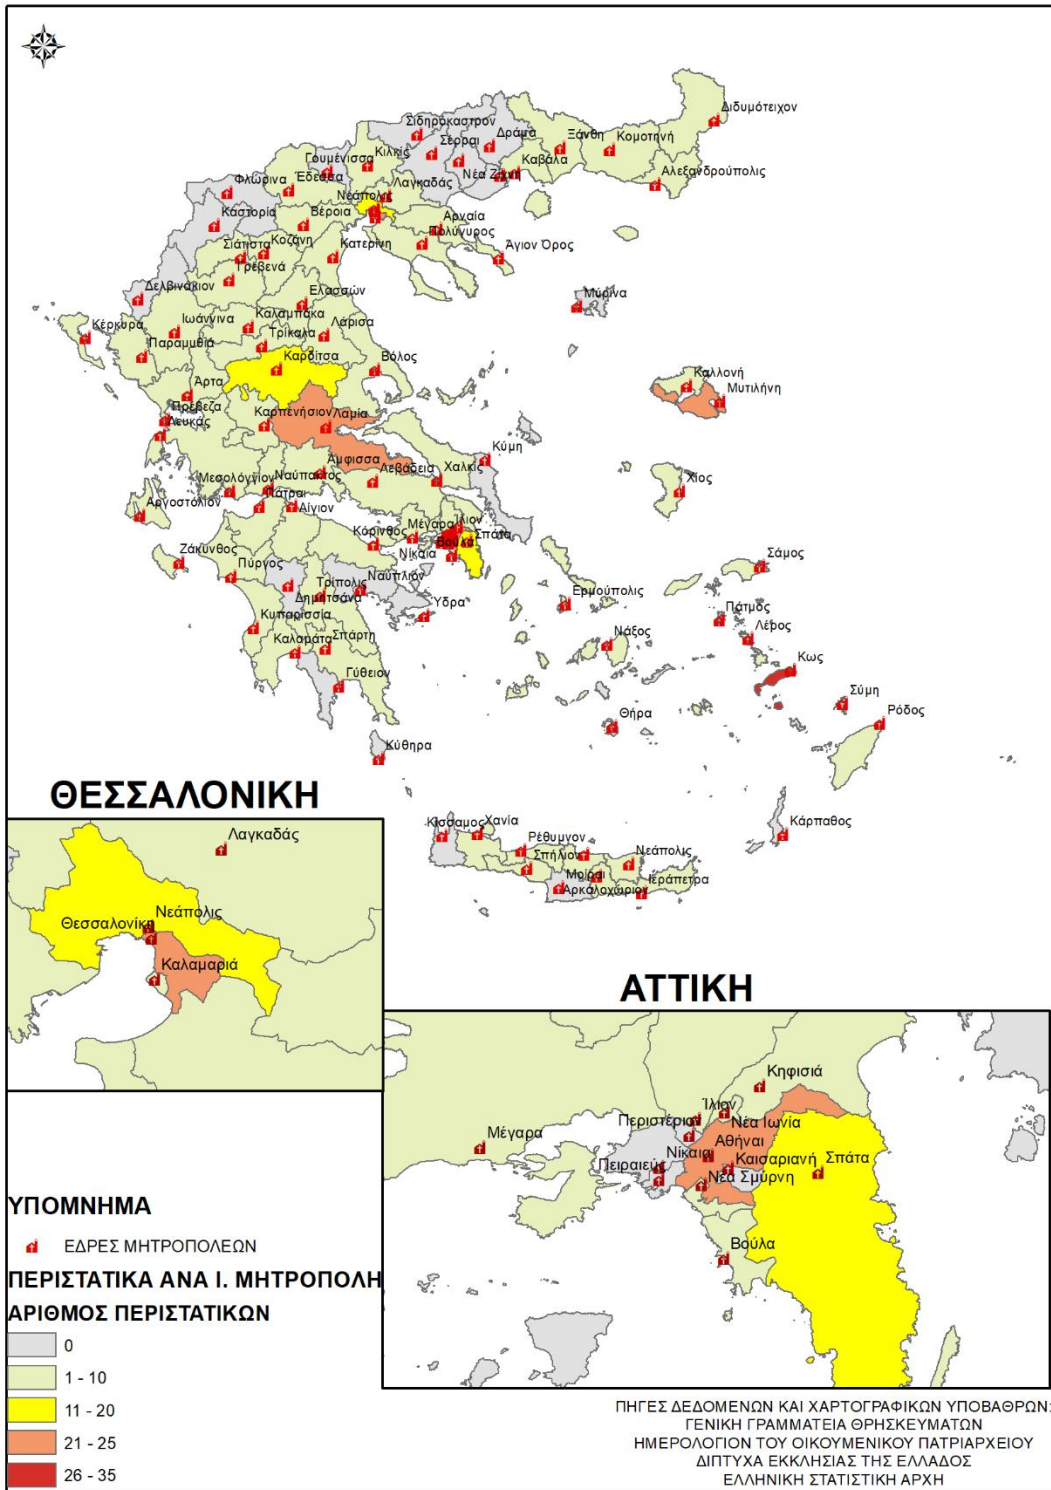 Διδυμότειχον
Σιδηρόκαστρον
Δράμα
Ξάνθη
Κομοτηνή
Σέρραι
Γουμένισσα
Κιλκίς
Καβάλα
Νέα Ζίχνη
Αλεξανδρούπολις
Φλώρινα
Έδεσσα
Λαγκαδάς
Νεάπολις
Καστορία
Βέροια
Αρναία
Πολύγυρος
Σιάτιστα
Κοζάνη
Κατερίνη
Άγιον Όρος
Γρεβενά
Δελβινάκιον
Ελασσών
Μύρινα
Κέρκυρα
Ιωάννινα
Καλαμπάκα
Λάρισα
Παραμυθία
Τρίκαλα
Καρδίτσα
Βόλος
Καλλονή
Μυτιλήνη
Άρτα
Πρέβεζα
Λευκάς
Καρπενήσιον
Λαμία
Κύμη
Άμφισσα
Λεβάδεια
Χαλκίς
Μεσολόγγιον
Ναύπακτος
Χίος
Πάτραι
Αίγιον
Αργοστόλιον
Μέγαρα
Ίλιον
Κόρινθος
Βούλα
Σπάτα
Νίκαια
Ζάκυνθος
Πύργος
Σάμος
Τρίπολις
Ναύπλιον
Δημητσάνα
Ύδρα
Ερμούπολις
Πάτμος
Λέρος
Κυπαρισσία
Καλαμάτα
Σπάρτη
Νάξος
Κως
Γύθειον
Σύμη
Ρόδος
Θήρα
Κύθηρα
Κίσσαμος
Χανιά
Κάρπαθος
Ρέθυμνον
Σπήλιον
Νεάπολις
Μοίραι
Ιεράπετρα
Αρκαλοχώριον
ΘΕΣΣΑΛΟΝΙΚΗ
Λαγκαδάς
Νεάπολις
Θεσσαλονίκη
Καλαμαριά
ΑΤΤΙΚΗ
Κηφισιά
Ίλιον
Περιστέριον
Νέα Ιωνία
Μέγαρα
Αθήναι
Νίκαια
Καισαριανή
Σπάτα
Πειραιεύς
Νέα Σμύρνη
Βούλα
ΥΠΟΜΝΗΜΑ
ΕΔΡΕΣ ΜΗΤΡΟΠΟΛΕΩΝ
ΠΕΡΙΣΤΑΤΙΚΑ ΑΝΑ Ι. ΜΗΤΡΟΠΟΛΗ
ΑΡΙΘΜΟΣ ΠΕΡΙΣΤΑΤΙΚΩΝ
0
1 - 10
11 - 20
21 - 25
26 - 35
ΠΗΓΕΣ ΔΕΔΟΜΕΝΩΝ ΚΑΙ ΧΑΡΤΟΓΡΑΦΙΚΩΝ ΥΠΟΒΑΘΡΩΝ:
ΓΕΝΙΚΗ ΓΡΑΜΜΑΤΕΙΑ ΘΡΗΣΚΕΥΜΑΤΩΝ
ΗΜΕΡΟΛΟΓΙΟΝ ΤΟΥ ΟΙΚΟΥΜΕΝΙΚΟΥ ΠΑΤΡΙΑΡΧΕΙΟΥ
ΔΙΠΤΥΧΑ ΕΚΚΛΗΣΙΑΣ ΤΗΣ ΕΛΛΑΔΟΣ
ΕΛΛΗΝΙΚΗ ΣΤΑΤΙΣΤΙΚΗ ΑΡΧΗ